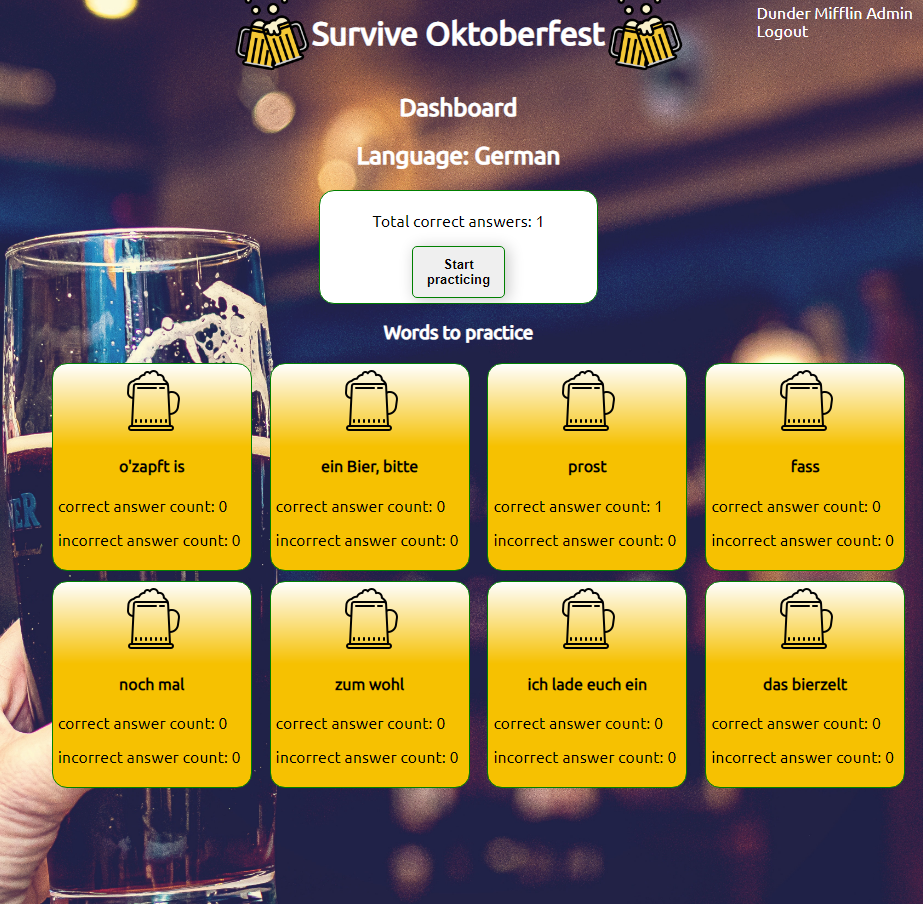 Dunder Mifflin Admin
Logout
Survive Oktoberfest
Dashboard
Language: German
Total correct answers: 1
Start
practicing
Words to practice
o'zapft is
correct answer count: 0
incorrect answer count: 0
ein Bier, bitte
correct answer count: 0
incorrect answer count: 0
prost
correct answer count: 1
incorrect answer count: 0
fass
correct answer count: 0
incorrect answer count: 0
noch mal
correct answer count: 0
incorrect answer count: 0
zum wohl
correct answer count: 0
incorrect answer count: 0
ich lade euch ein
correct answer count: 0
incorrect answer count: 0
das bierzelt
correct answer count: 0
incorrect answer count: 0